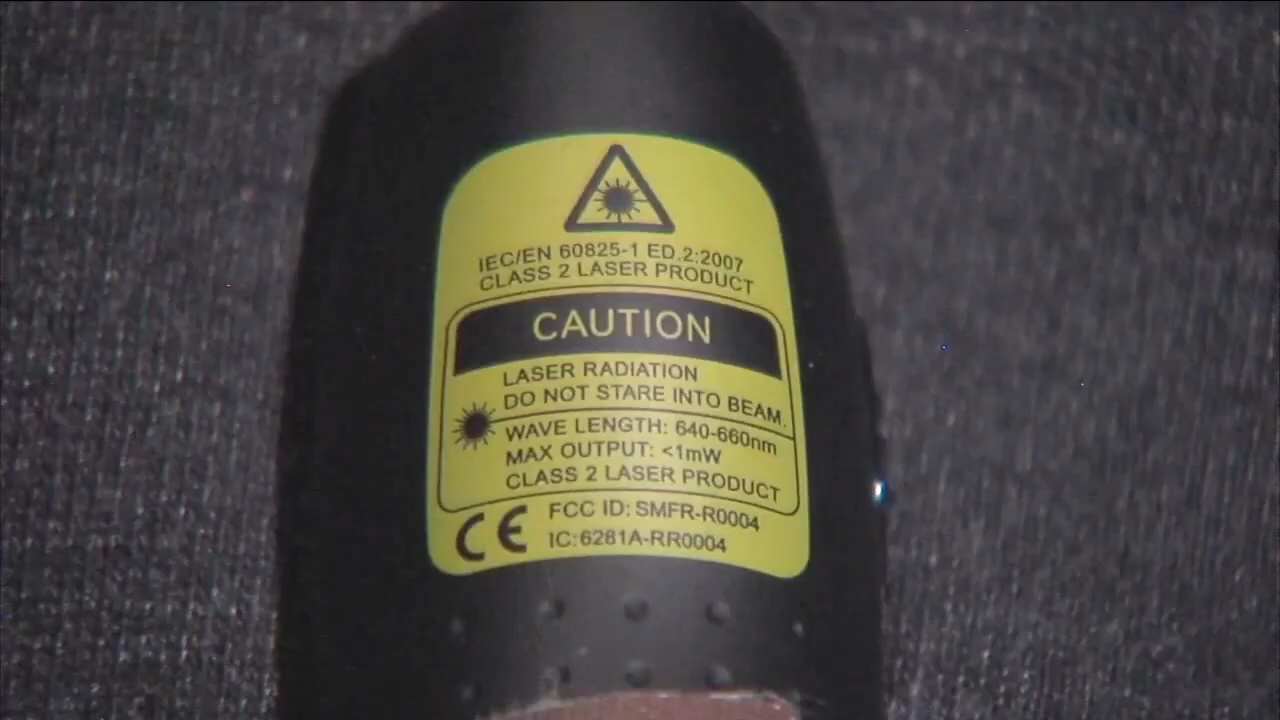 IEC/EN 60825-1 ED.2:2007
CLASS 2 LASER PRODUCT
CAUTION
LASER RADIATION
DO NOT STARE INTO BEAM.
WAVE LENGTH: 640-660nm
MAX OUTPUT: <1mW
CLASS 2 LASER PRODUCT
CE FCC ID: SMFR-R0004
IC:6281A-RR0004